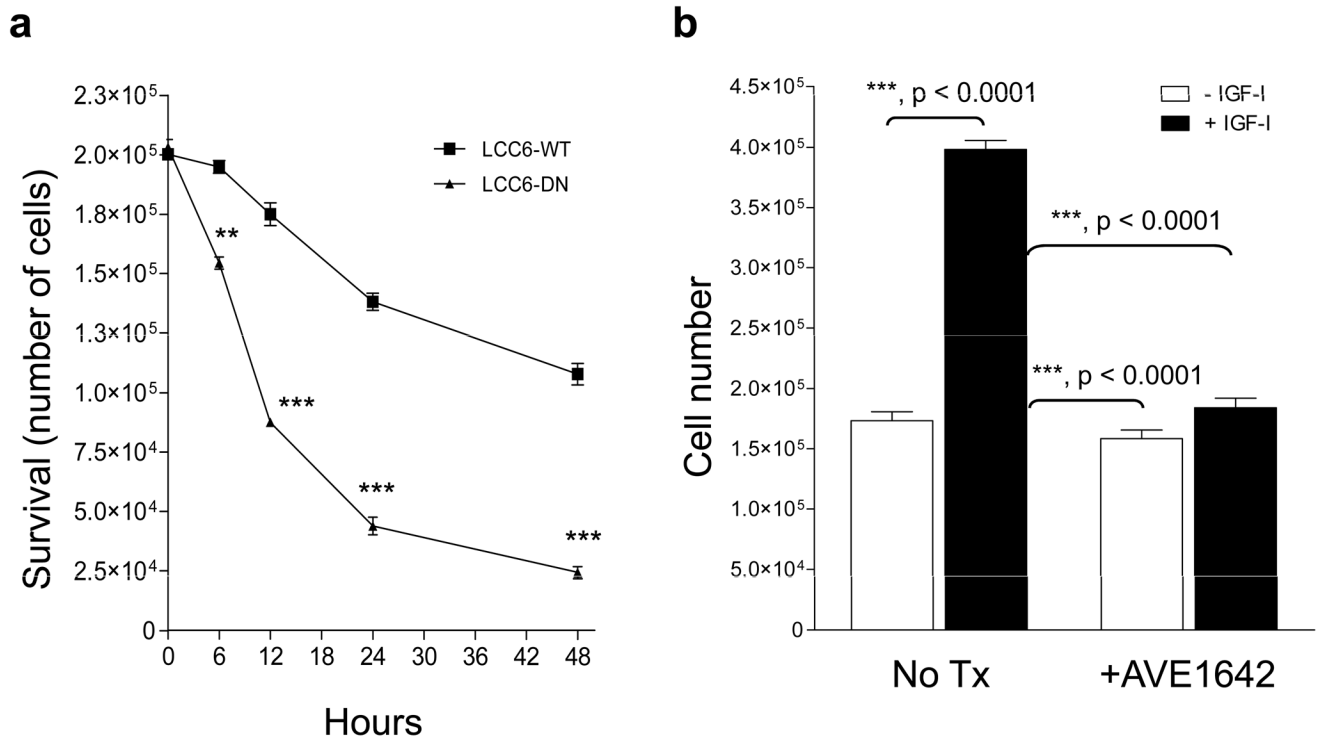 a
b
2.3×10⁵
2.0×10⁵
1.8×10⁵
1.5×10⁵
1.3×10⁵
1.0×10⁵
7.5×10⁴
5.0×10⁴
2.5×10⁴
0
Survival (number of cells)
LCC6-WT
LCC6-DN
**
***
***
***
0 6 12 18 24 30 36 42 48
Hours
4.5×10⁵
4.0×10⁵
3.5×10⁵
3.0×10⁵
2.5×10⁵
2.0×10⁵
1.5×10⁵
1.0×10⁵
5.0×10⁴
0
Cell number
***, p < 0.0001
- IGF-I
+ IGF-I
***, p < 0.0001
***, p < 0.0001
No Tx +AVE1642